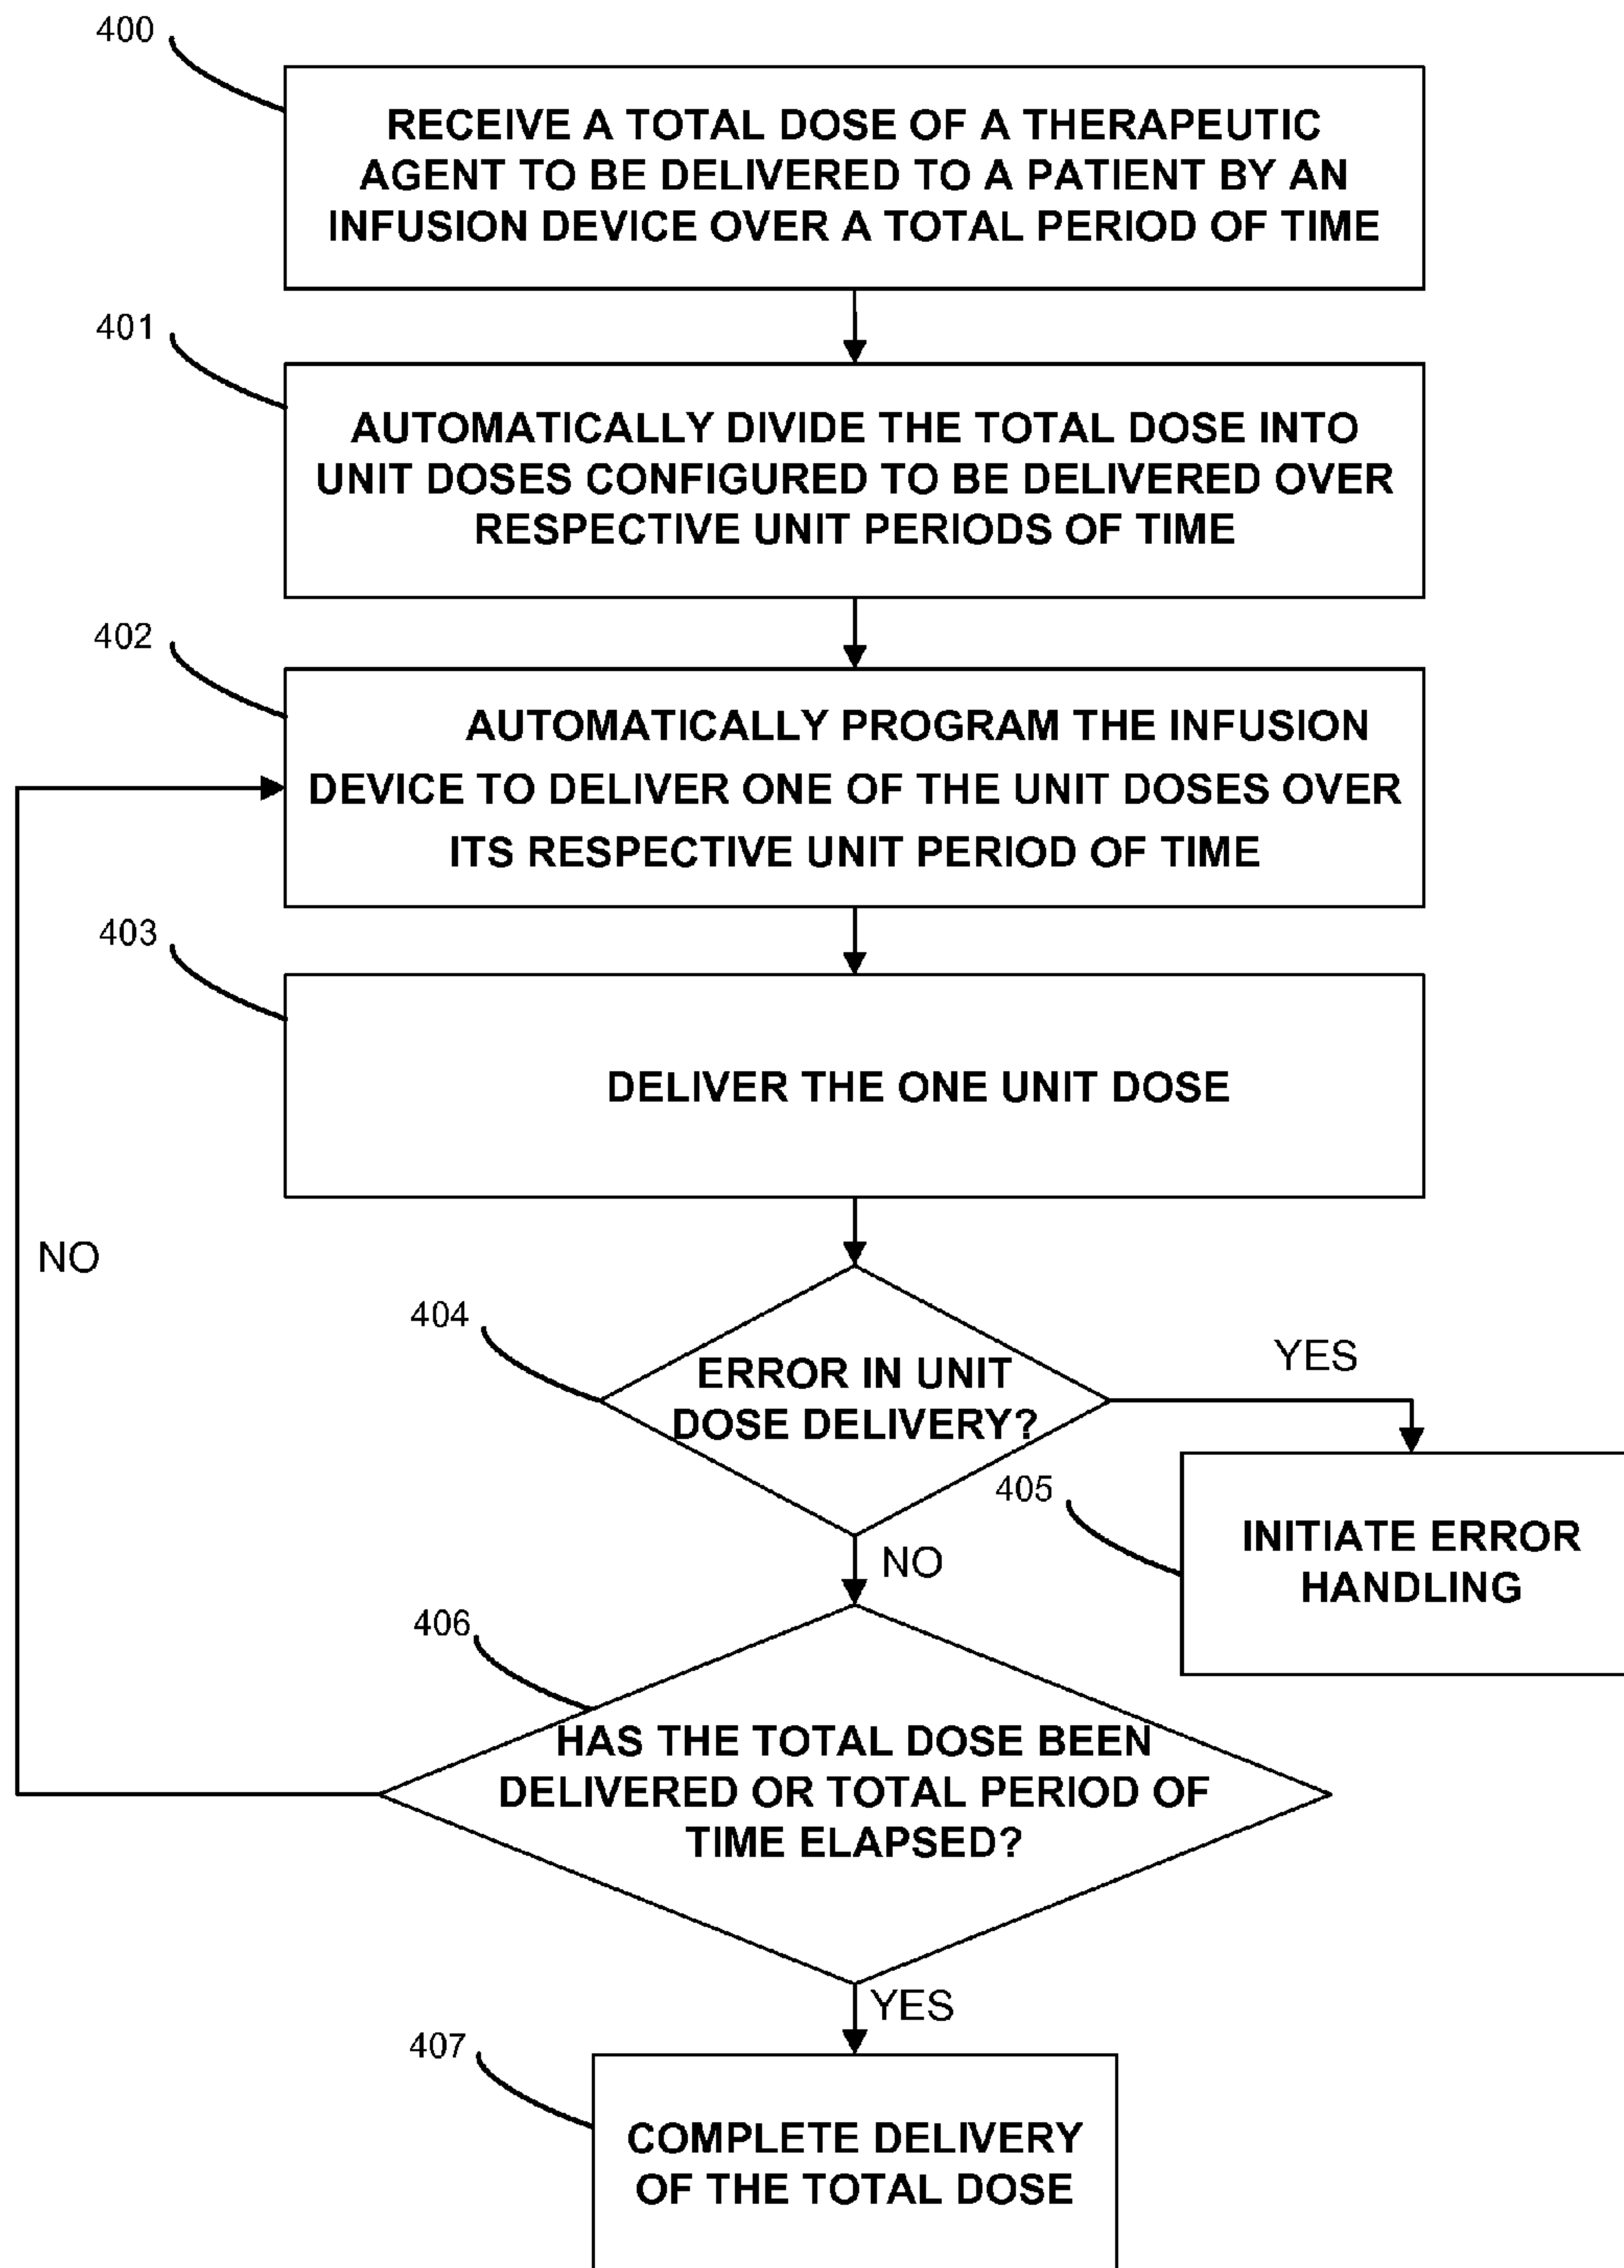 400
RECEIVE A TOTAL DOSE OF A THERAPEUTIC
AGENT TO BE DELIVERED TO A PATIENT BY AN
INFUSION DEVICE OVER A TOTAL PERIOD OF TIME
401
AUTOMATICALLY DIVIDE THE TOTAL DOSE INTO
UNIT DOSES CONFIGURED TO BE DELIVERED OVER
RESPECTIVE UNIT PERIODS OF TIME
402
AUTOMATICALLY PROGRAM THE INFUSION
DEVICE TO DELIVER ONE OF THE UNIT DOSES OVER
ITS RESPECTIVE UNIT PERIOD OF TIME
403
DELIVER THE ONE UNIT DOSE
NO
404
ERROR IN UNIT
DOSE DELIVERY?
YES
405
INITIATE ERROR
HANDLING
NO
406
HAS THE TOTAL DOSE BEEN
DELIVERED OR TOTAL PERIOD OF
TIME ELAPSED?
YES
407
COMPLETE DELIVERY
OF THE TOTAL DOSE